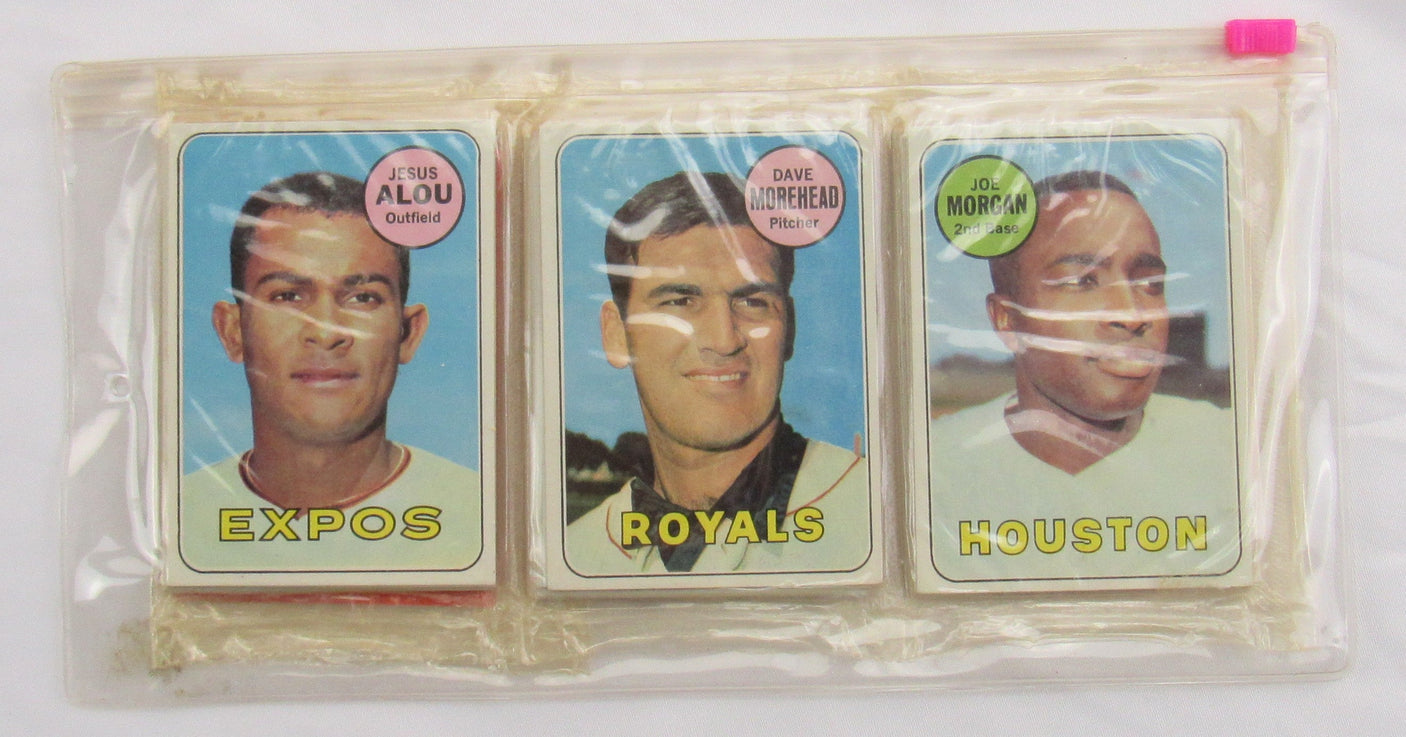 JESUS
ALOU
Outfield
EXPOS
DAVE
MOREHEAD
Pitcher
ROYALS
JOE
MORGAN
2nd Base
HOUSTON